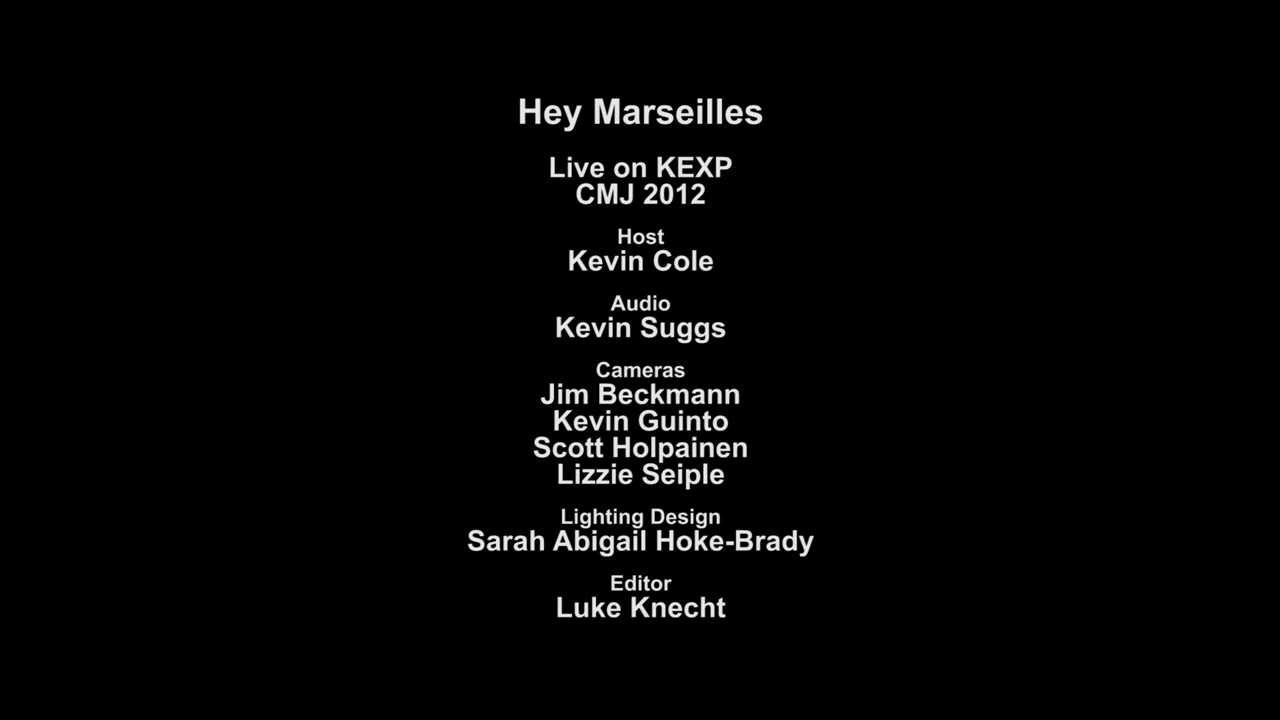 Hey Marseilles
Live on KEXP
CMJ 2012
Host
Kevin Cole
Audio
Kevin Suggs
Cameras
Jim Beckmann
Kevin Guinto
Scott Holpainen
Lizzie Seiple
Lighting Design
Sarah Abigail Hoke-Brady
Editor
Luke Knecht